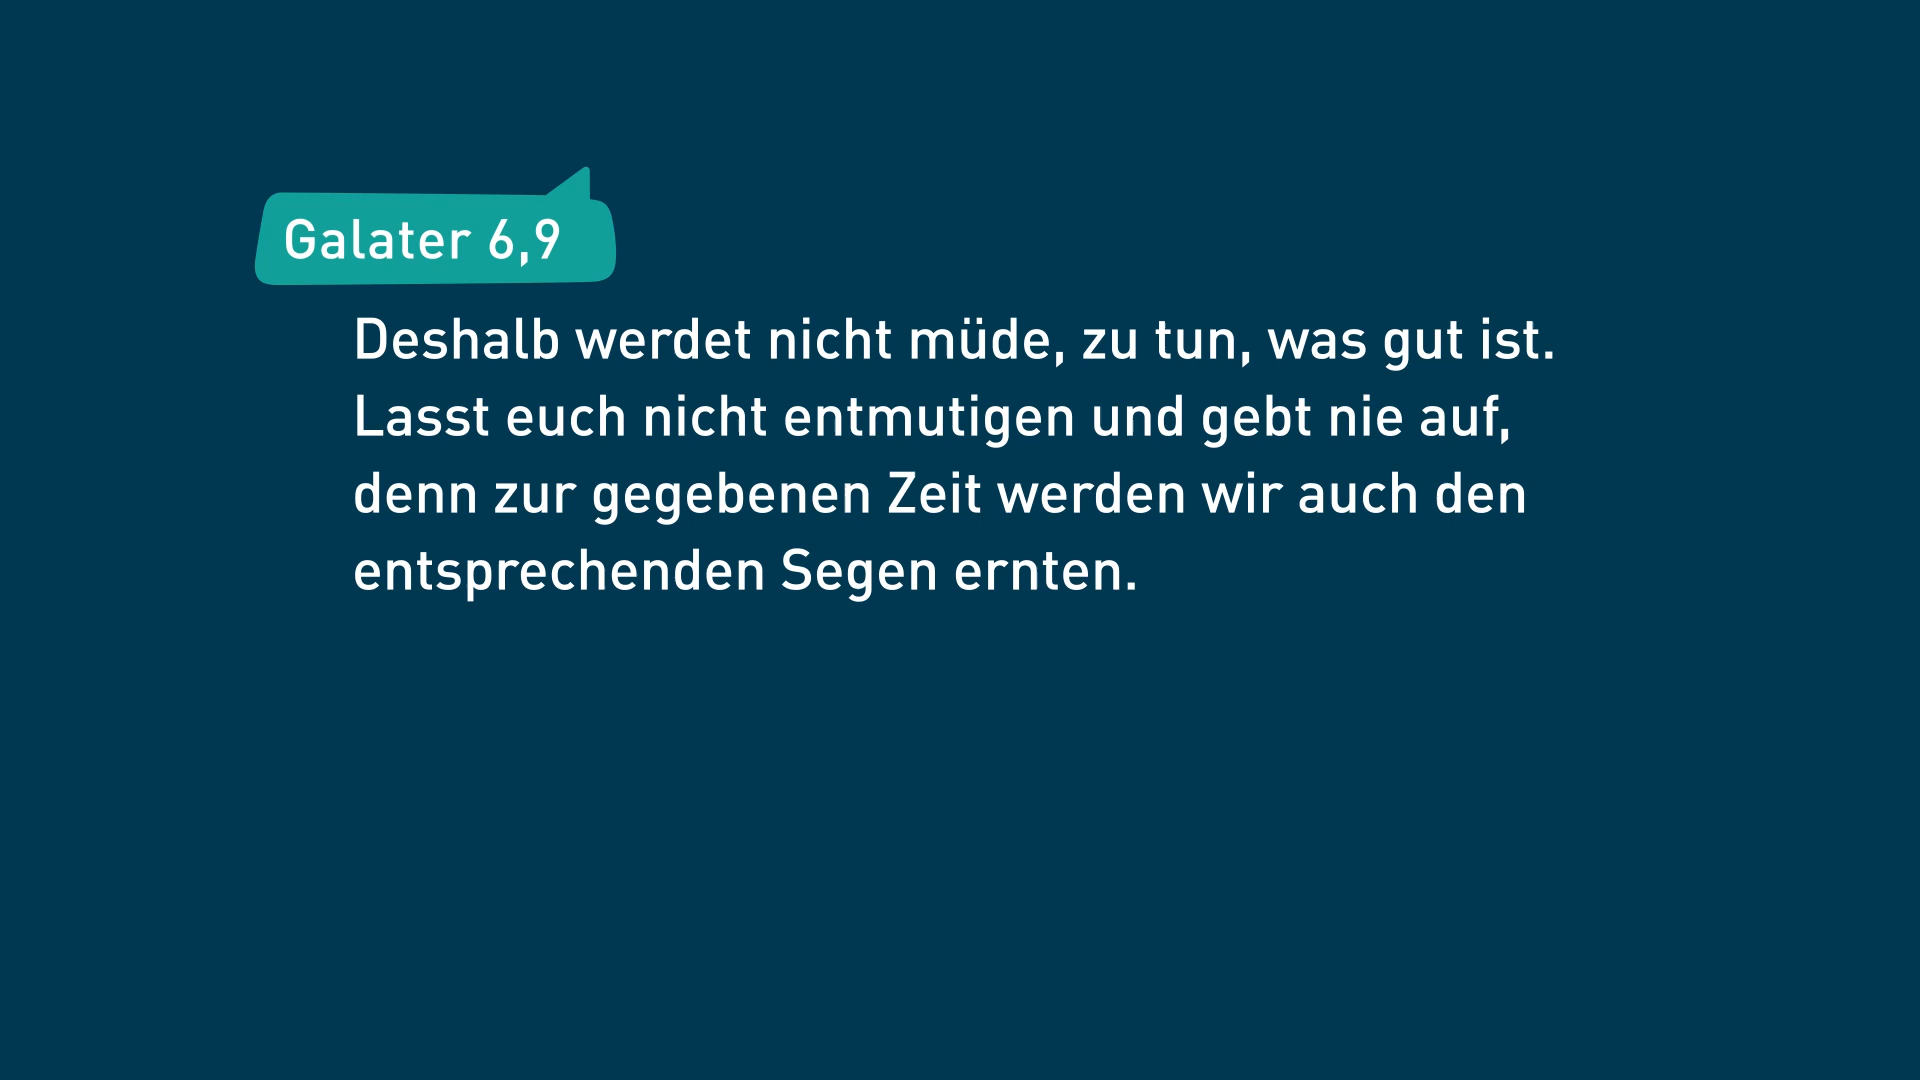 Galater 6,9
Deshalb werdet nicht müde, zu tun, was gut ist.
Lasst euch nicht entmutigen und gebt nie auf,
denn zur gegebenen Zeit werden wir auch den
entsprechenden Segen ernten.